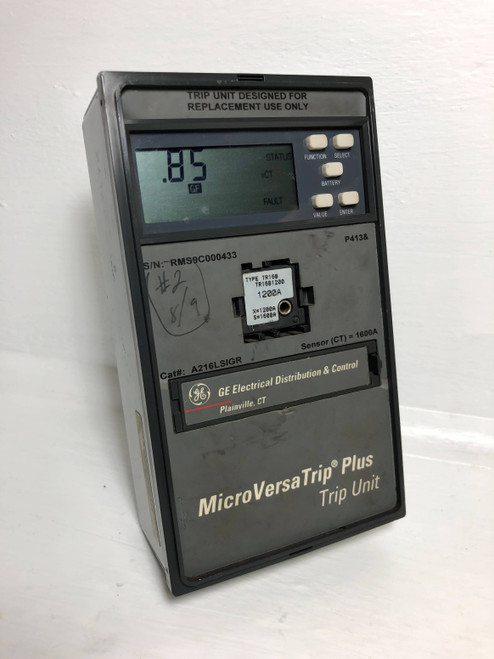 TRIP UNIT DESIGNED FOR
REPLACEMENT USE ONLY
.85
GF
STATUS
xCT
FAULT
FUNCTION SELECT
BATTERY
VALUE ENTER
S/N: RMS9C000433
P413&
#2
8/9
TYPE TR16B
TR16B1200
1200A
X=1200A
S=1600A
Sensor (CT) = 1600A
Cat#: A216LSIGR
GE
GE Electrical Distribution & Control
Plainville, CT
MicroVersaTrip® Plus
Trip Unit